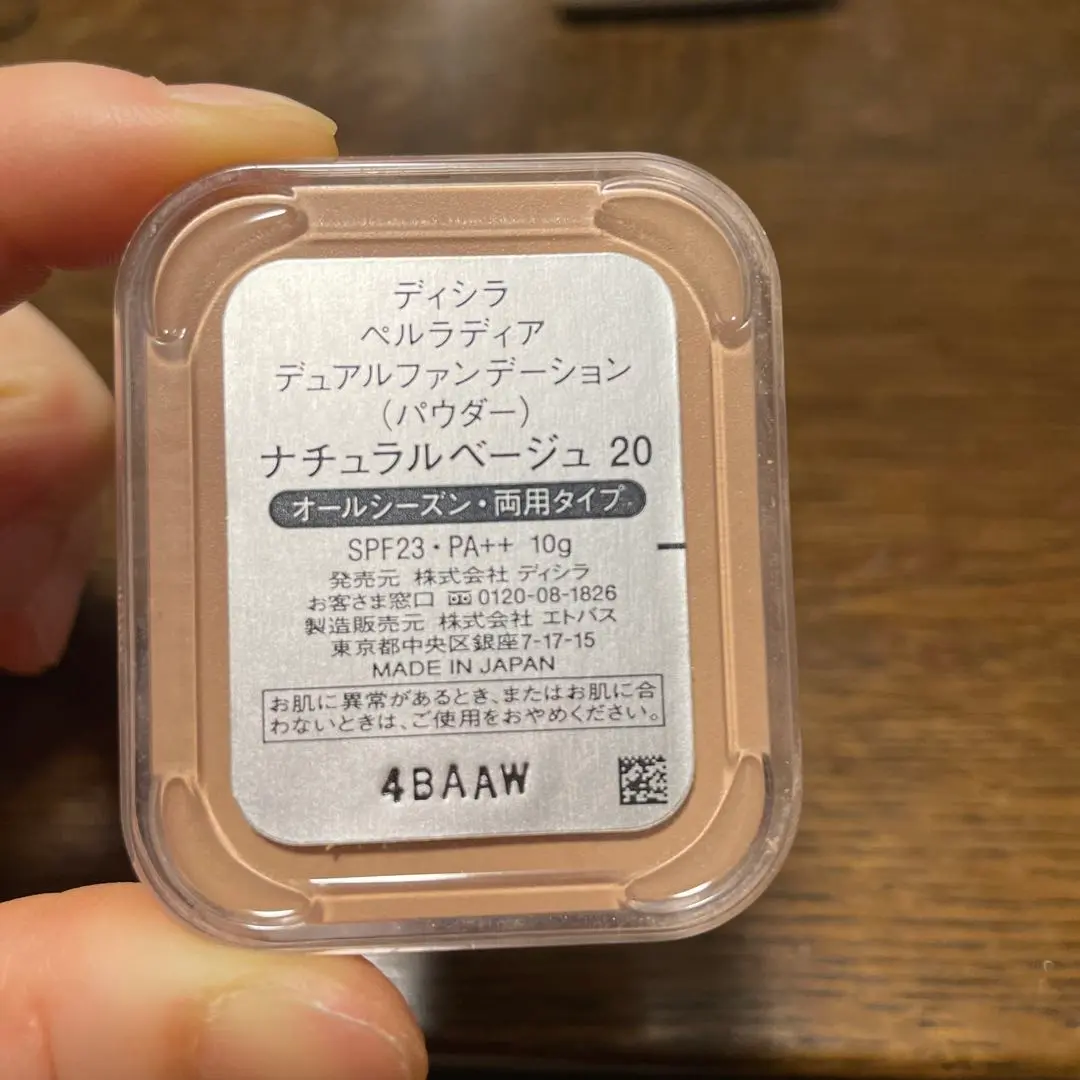 ディシラ
ペルラディア
デュアルファンデーション
（パウダー）
ナチュラルベージュ 20
オールシーズン・両用タイプ
SPF23・PA++ 10g
発売元 株式会社 ディシラ
お客さま窓口 0120-08-1826
製造販売元 株式会社 エトバス
東京都中央区銀座7-17-15
MADE IN JAPAN
お肌に異常があるとき、またはお肌に合
わないときは、ご使用をおやめください。
4BAAW